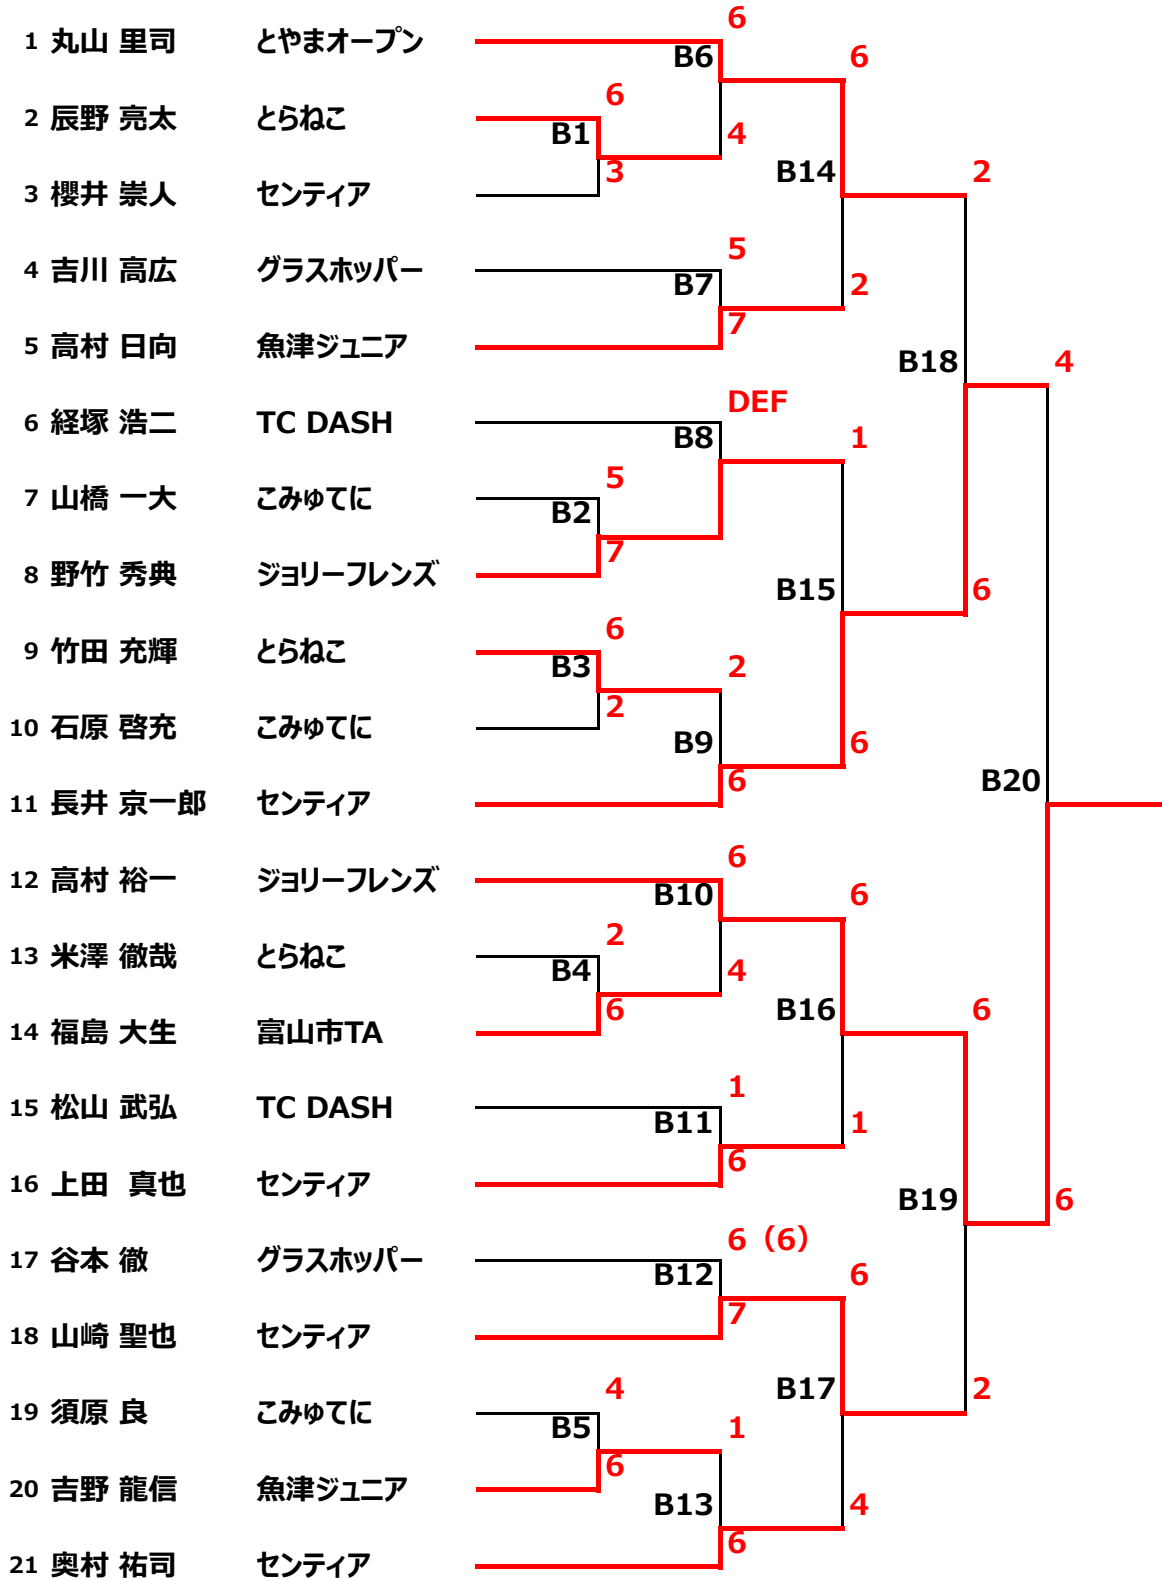 6
1 丸山 里司 とやまオープン
B6 6
6
2 辰野 亮太 とらねこ
B1 4
3 B14 2
3 櫻井 崇人 センティア
5
4 吉川 高広 グラスホッパー
B7 2
7
5 高村 日向 魚津ジュニア
B18 4
DEF
6 経塚 浩二 TC DASH
B8 1
5
7 山橋 一大 こみゅてに
B2
7
8 野竹 秀典 ジョリーフレンズ
B15 6
6
9 竹田 充輝 とらねこ
B3 2
2
10 石原 啓充 こみゅてに
B9 6
6 B20
11 長井 京一郎 センティア
6
12 高村 裕一 ジョリーフレンズ
B10 6
2
13 米澤 徹哉 とらねこ
B4 4
6 B16 6
14 福島 大生 富山市TA
1
15 松山 武弘 TC DASH
B11 1
6
16 上田 真也 センティア
B19 6
6（6）
17 谷本 徹 グラスホッパー
B12 6
7
18 山崎 聖也 センティア
4 B17 2
19 須原 良 こみゅてに
B5 1
6
20 吉野 龍信 魚津ジュニア
B13 4
6
21 奥村 祐司 センティア